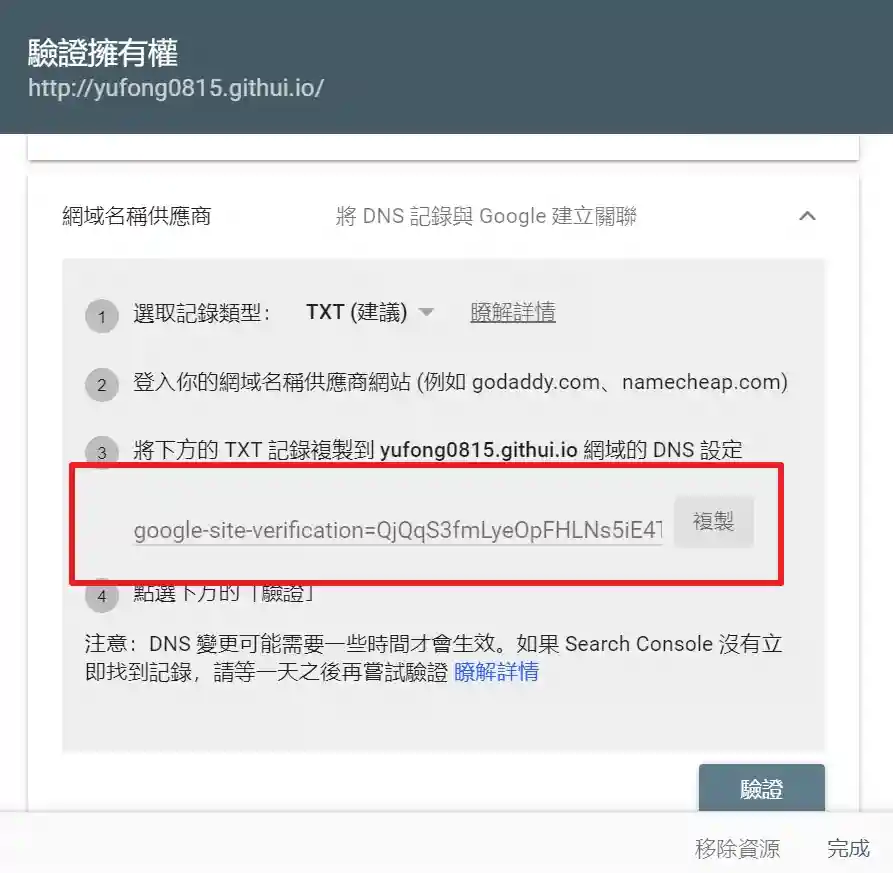 驗證擁有權
http://yufong0815.githui.io/
網域名稱供應商 將 DNS 記錄與 Google 建立關聯
1 選取記錄類型： TXT (建議) 瞭解詳情
2 登入你的網域名稱供應商網站 (例如 godaddy.com、namecheap.com)
3 將下方的 TXT 記錄複製到 yufong0815.githui.io 網域的 DNS 設定
google-site-verification=QjQqS3fmLyeOpFHLNs5iE4T 複製
4 點選下方的「驗證」
注意：DNS 變更可能需要一些時間才會生效。如果 Search Console 沒有立
即找到記錄，請等一天之後再嘗試驗證 瞭解詳情
驗證
移除資源 完成